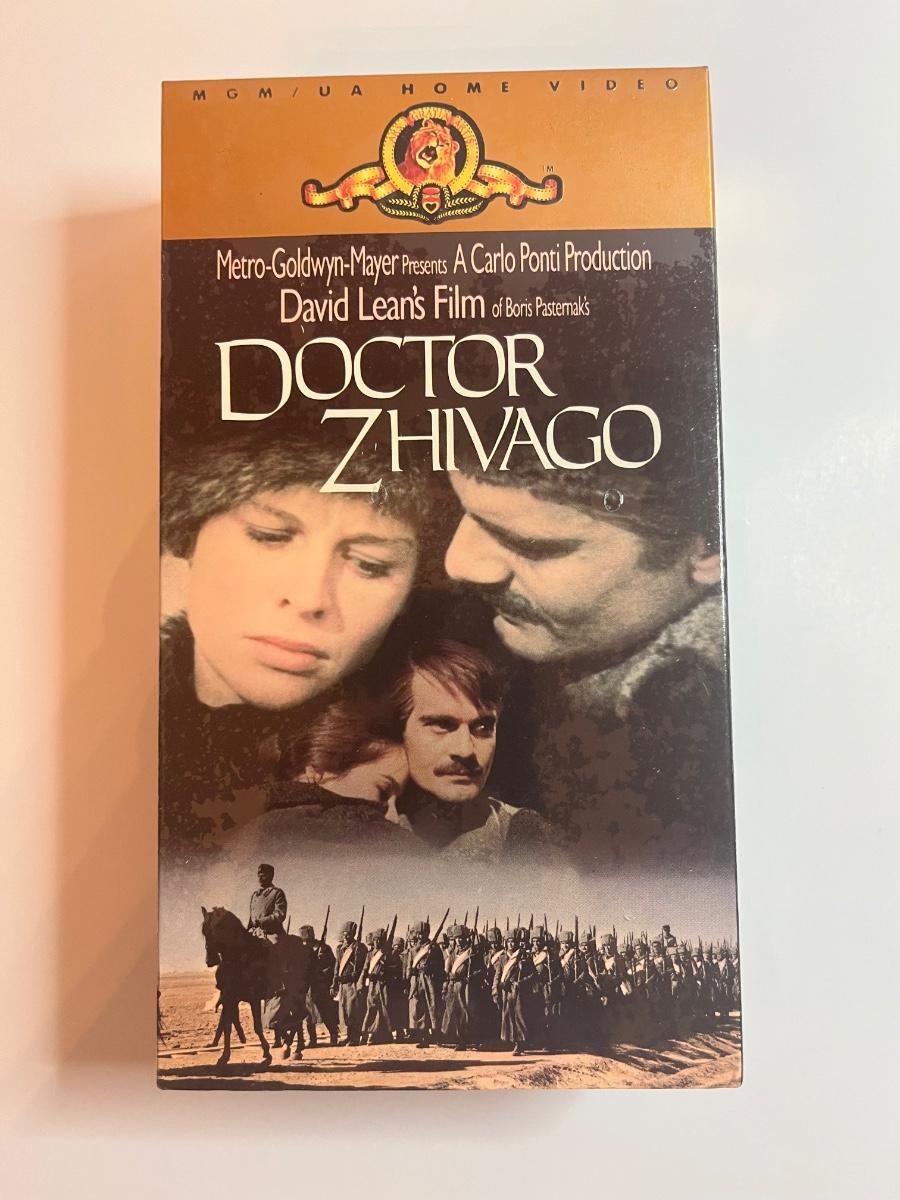 MGM/UA HOME VIDEO
TM
Metro-Goldwyn-Mayer Presents A Carlo Ponti Production
David Lean's Film of Boris Pasternak's
DOCTOR
ZHIVAGO